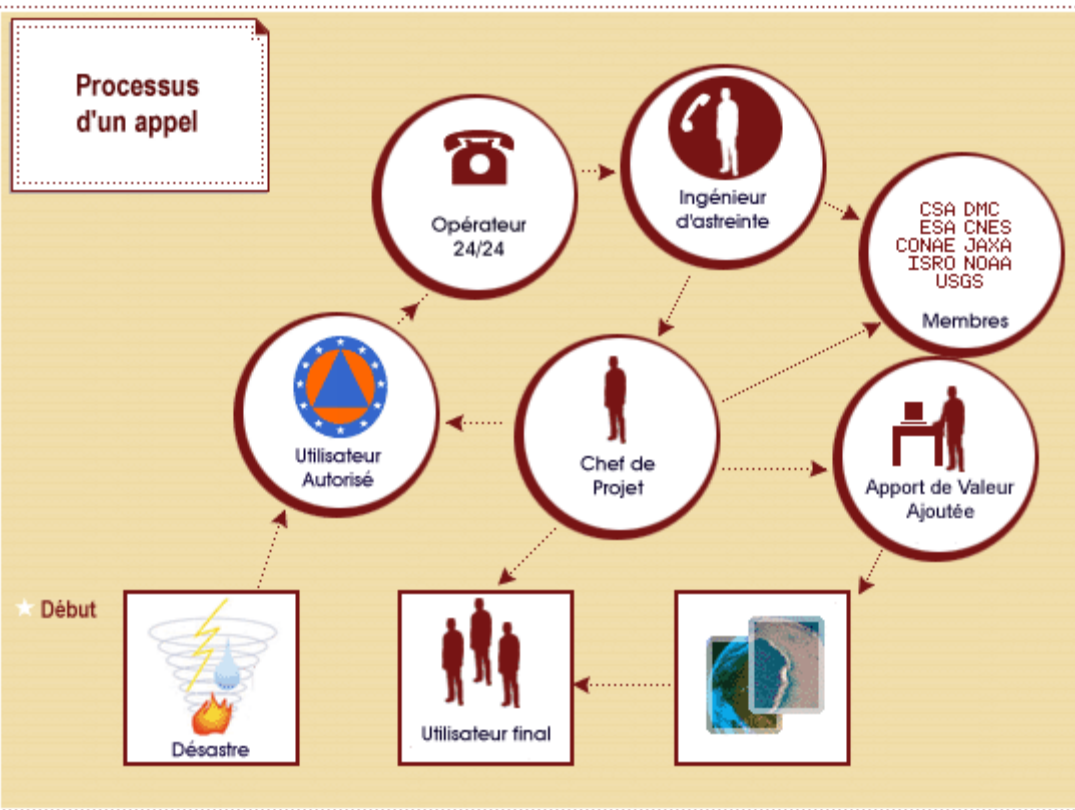 Processus
d'un appel
Opérateur
24/24
Ingénieur
d'astreinte
CSA DMC
ESA CNES
CONAE JAXA
ISRO NOAA
USGS
Membres
Utilisateur
Autorisé
Chef de
Projet
Apport de Valeur
Ajoutée
Début
Désastre
Utilisateur final